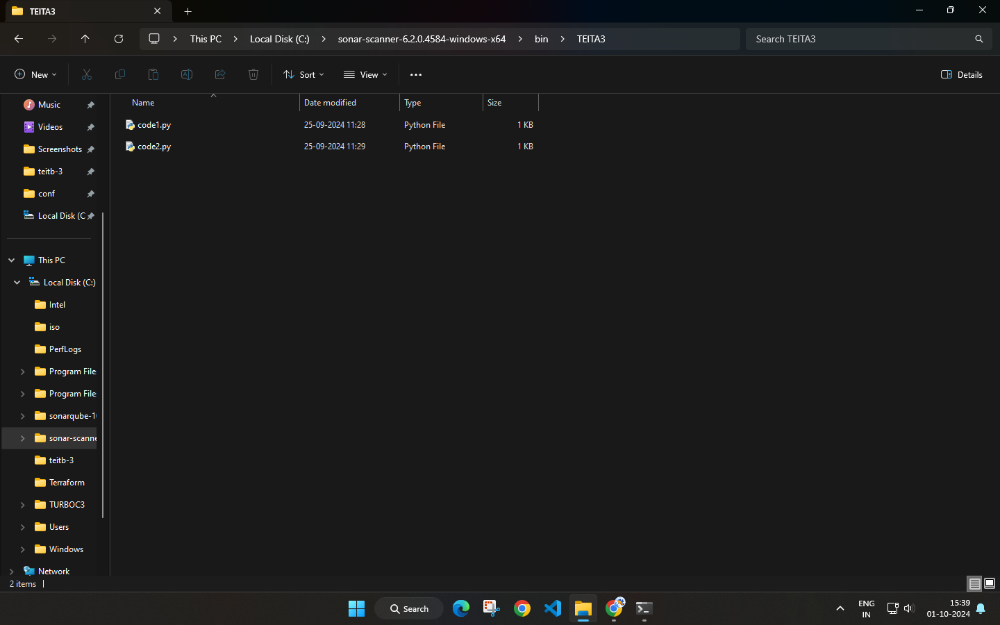 TEITA3
This PC
Local Disk (C:)
sonar-scanner-6.2.0.4584-windows-x64
bin
TEITA3
Search TEITA3
New
Sort
View
Details
Name
Date modified
Type
Size
code1.py
25-09-2024 11:28
Python File
1 KB
code2.py
25-09-2024 11:29
Python File
1 KB
Music
Videos
Screenshots
teitb-3
conf
Local Disk (C
This PC
Local Disk (C:)
Intel
iso
PerfLogs
Program File
Program File
sonarqube-1
sonar-scanne
teitb-3
Terraform
TURBOC3
Users
Windows
Network
2 items
Search
ENG
IN
15:39
01-10-2024